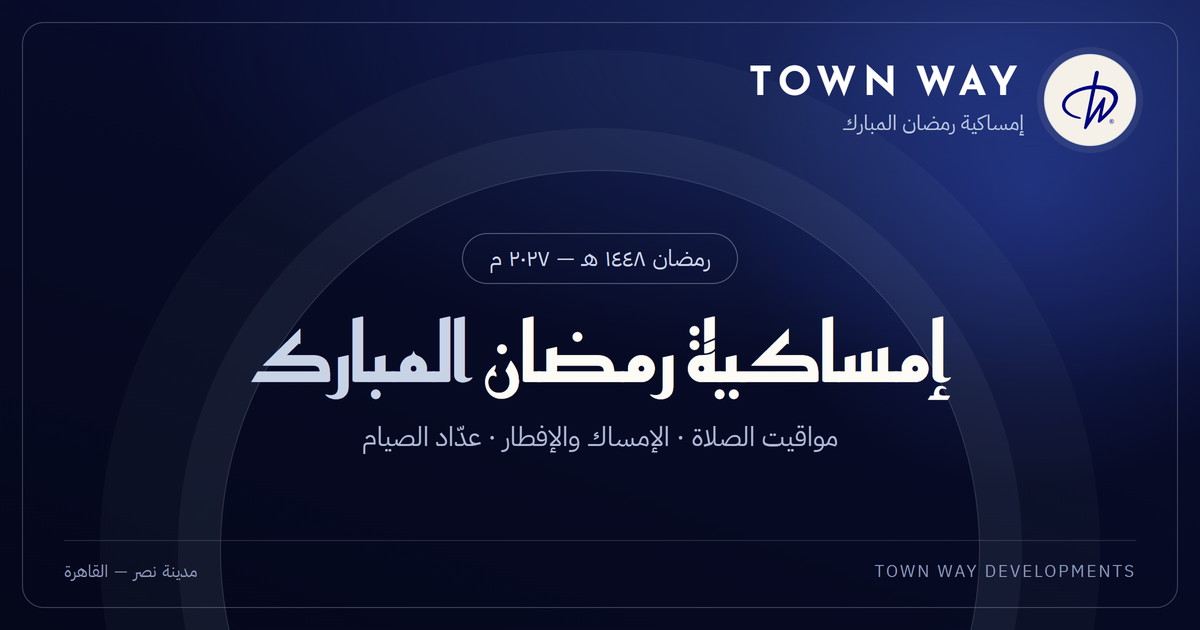 TOWN WAY
إمساكية رمضان المبارك
رمضان ١٤٤٨ هـ — ٢٠٢٧ م
إمساكية رمضان المبارك
مواقيت الصلاة · الإمساك والإفطار · عدّاد الصيام
TOWN WAY DEVELOPMENTS
مدينة نصر — القاهرة